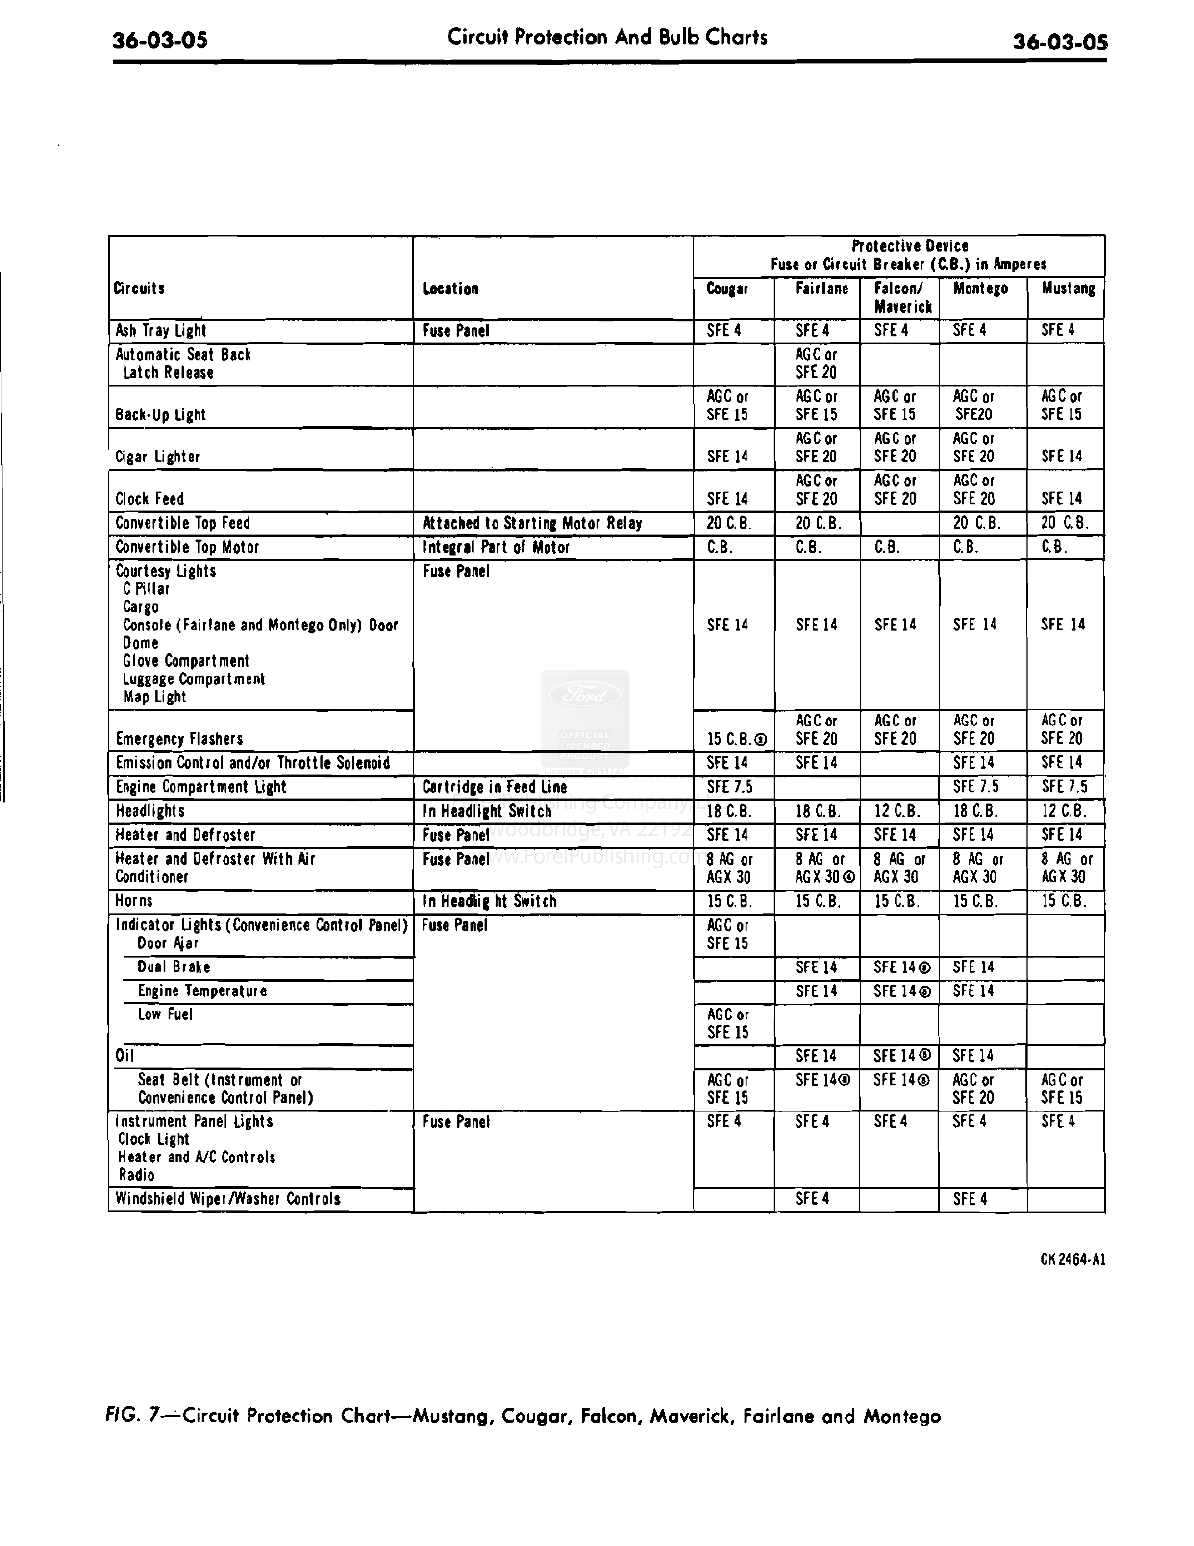 36-03-05 Circuit Protection And Bulb Charts 36-03-05
Protective Device
Fuse or Circuit Breaker (C.B.) in Amperes
Circuits Location Cougar Fairlane Falcon/ Montego Mustang
Maverick
Ash Tray Light Fuse Panel SFE 4 SFE 4 SFE 4 SFE 4 SFE 4
Automatic Seat Back AGC or
Latch Release SFE 20
AGC or AGC or AGC or AGC or AGC or
Back-Up Light SFE 15 SFE 15 SFE 15 SFE20 SFE 15
AGC or AGC or AGC or
Cigar Lighter SFE 14 SFE 20 SFE 20 SFE 20 SFE 14
AGC or AGC or AGC or
Clock Feed SFE 14 SFE 20 SFE 20 SFE 20 SFE 14
Convertible Top Feed Attached to Starting Motor Relay 20 C.B. 20 C.B. 20 C.B. 20 C.B.
Convertible Top Motor Integral Part of Motor C.B. C.B. C.B. C.B. C.B.
Courtesy Lights Fuse Panel
C Pillar
Cargo
Console (Fairlane and Montego Only) Door SFE 14 SFE 14 SFE 14 SFE 14 SFE 14
Dome
Glove Compartment
Luggage Compartment
Map Light
AGC or AGC or AGC or AGC or
Emergency Flashers 15 C.B. SFE 20 SFE 20 SFE 20 SFE 20
Emission Control and/or Throttle Solenoid SFE 14 SFE 14 SFE 14 SFE 14
Engine Compartment Light Cartridge in Feed Line SFE 7.5 SFE 7.5 SFE 7.5
Headlights In Headlight Switch 18 C.B. 18 C.B. 12 C.B. 18 C.B. 12 C.B.
Heater and Defroster Fuse Panel SFE 14 SFE 14 SFE 14 SFE 14 SFE 14
Heater and Defroster With Air Fuse Panel 8 AG or 8 AG or 8 AG or 8 AG or 8 AG or
Conditioner AGX 30 AGX 30 AGX 30 AGX 30 AGX 30
Horns In Headlight Switch 15 C.B. 15 C.B. 15 C.B. 15 C.B. 15 C.B.
Indicator Lights (Convenience Control Panel) Fuse Panel AGC or
Door Ajar SFE 15
Dual Brake SFE 14 SFE 14 SFE 14
Engine Temperature SFE 14 SFE 14 SFE 14
Low Fuel AGC or
SFE 15
Oil SFE 14 SFE 14 SFE 14
Seat Belt (Instrument or AGC or SFE 14 SFE 14 AGC or AGC or
Convenience Control Panel) SFE 15 SFE 20 SFE 15
Instrument Panel Lights Fuse Panel SFE 4 SFE 4 SFE 4 SFE 4 SFE 4
Clock Light
Heater and A/C Controls
Radio
Windshield Wiper/Washer Controls SFE 4 SFE 4
Ford
OFFICIAL
LICENSED
PRODUCT
Publishing Company
Woodbridge, VA 22192
www.ForelPublishing.com
CK 2464-A1
FIG. 7—Circuit Protection Chart—Mustang, Cougar, Falcon, Maverick, Fairlane and Montego